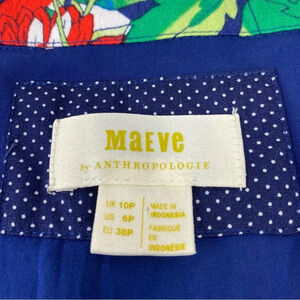 MAEVE
by ANTHROPOLOGIE
UK 10P
US 6P
EU 38P
MADE IN
INDONESIA
FABRIQUÉ
EN
INDONÉSIE